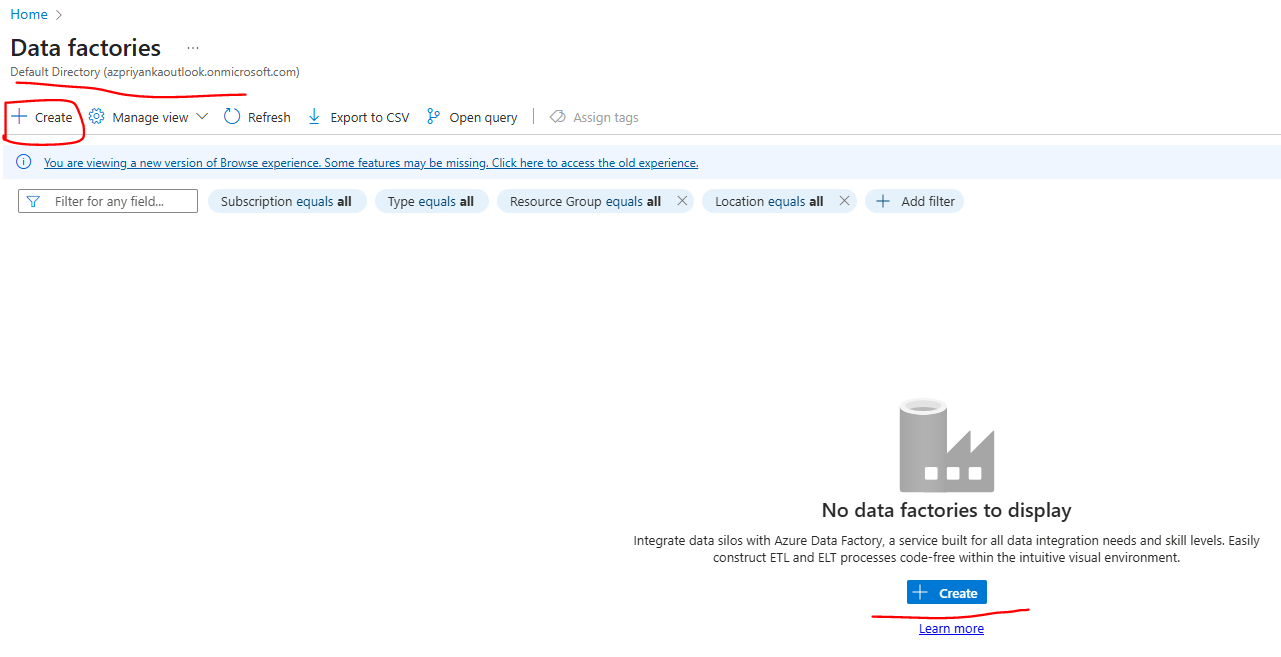 Home >
Data factories ...
Default Directory (azpriyankaoutlook.onmicrosoft.com)
+ Create Manage view Refresh Export to CSV Open query | Assign tags
You are viewing a new version of Browse experience. Some features may be missing. Click here to access the old experience.
Filter for any field... Subscription equals all Type equals all Resource Group equals all × Location equals all × + Add filter
No data factories to display
Integrate data silos with Azure Data Factory, a service built for all data integration needs and skill levels. Easily
construct ETL and ELT processes code-free within the intuitive visual environment.
+ Create
Learn more